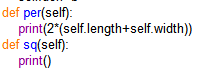 def per(self):
    print(2*(self.length+self.width))
def sq(self):
    print()